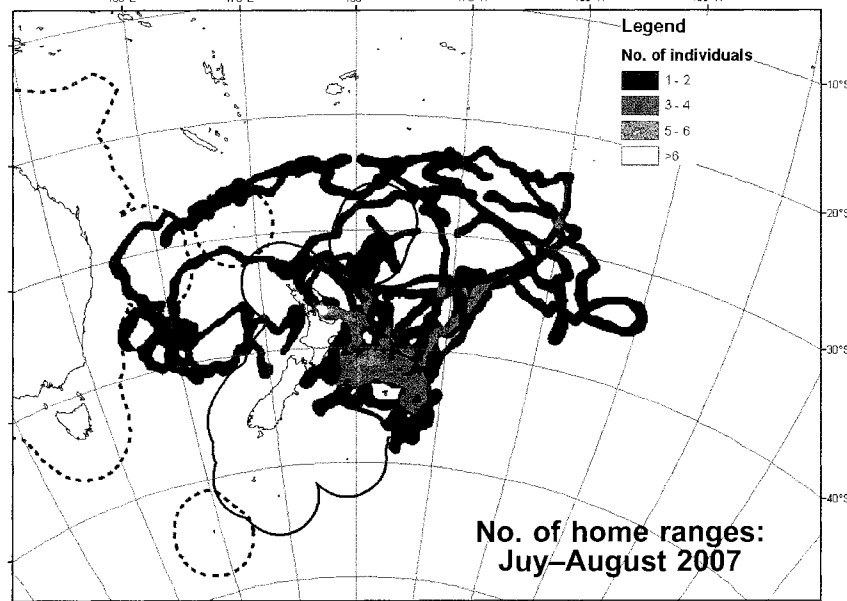 Legend
No. of individuals
1 - 2
3 - 4
5 - 6
>6
10°S
20°S
30°S
40°S
No. of home ranges:
Juy–August 2007